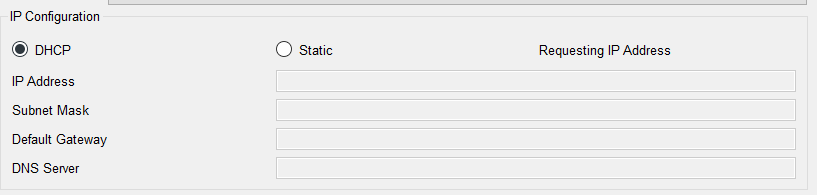 IP Configuration
DHCP Static Requesting IP Address
IP Address
Subnet Mask
Default Gateway
DNS Server